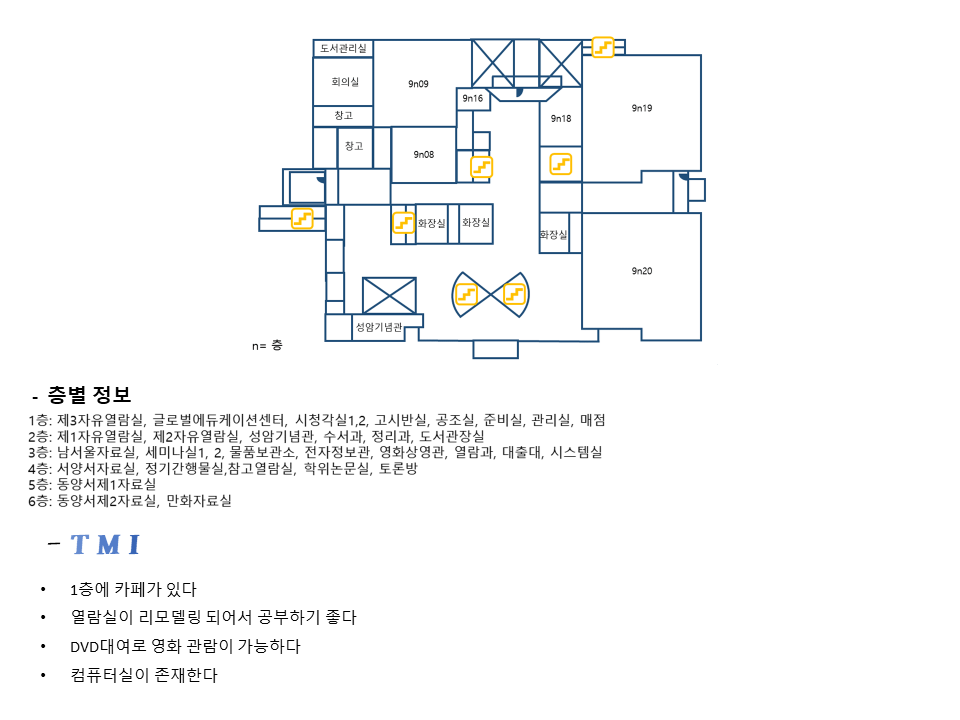 도서관리실
회의실
9n09
창고
9n16
9n19
9n18
창고
9n08
화장실
화장실
화장실
9n20
성암기념관
n= 층
- 층별 정보
1층: 제3자유열람실, 글로벌에듀케이션센터, 시청각실1,2, 고시반실, 공조실, 준비실, 관리실, 매점
2층: 제1자유열람실, 제2자유열람실, 성암기념관, 수서과, 정리과, 도서관장실
3층: 남서울자료실, 세미나실1, 2, 물품보관소, 전자정보관, 영화상영관, 열람과, 대출대, 시스템실
4층: 서양서자료실, 정기간행물실,참고열람실, 학위논문실, 토론방
5층: 동양서제1자료실
6층: 동양서제2자료실, 만화자료실
- TMI
• 1층에 카페가 있다
• 열람실이 리모델링 되어서 공부하기 좋다
• DVD대여로 영화 관람이 가능하다
• 컴퓨터실이 존재한다